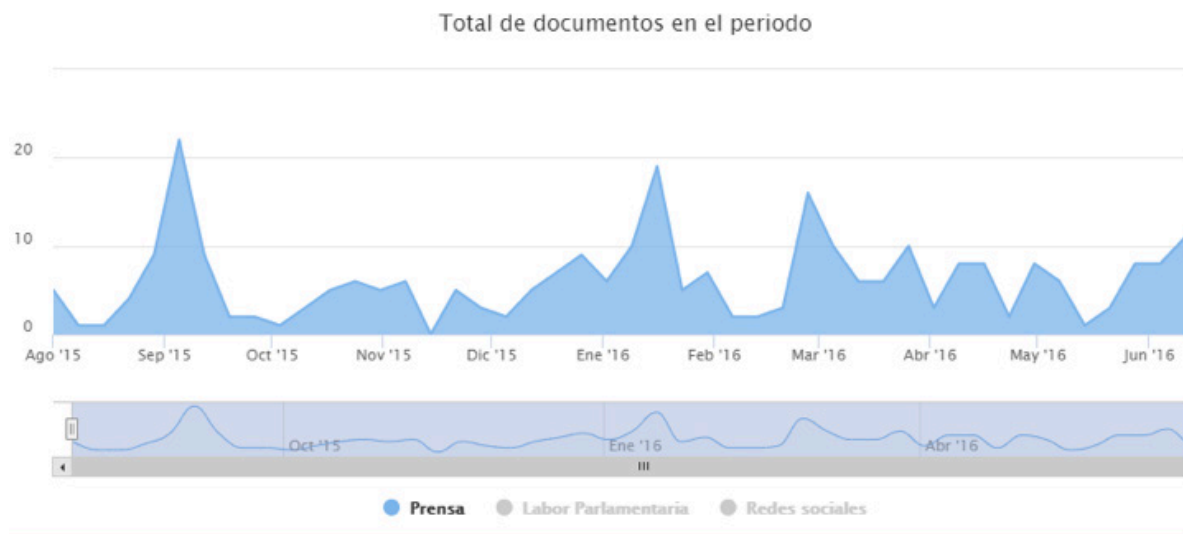 Total de documentos en el periodo
20
10
0
Ago '15 Sep '15 Oct '15 Nov '15 Dic '15 Ene '16 Feb '16 Mar '16 Abr '16 May '16 Jun '16
Oct '15 Ene '16 Abr '16
Prensa Labor Parlamentaria Redes sociales